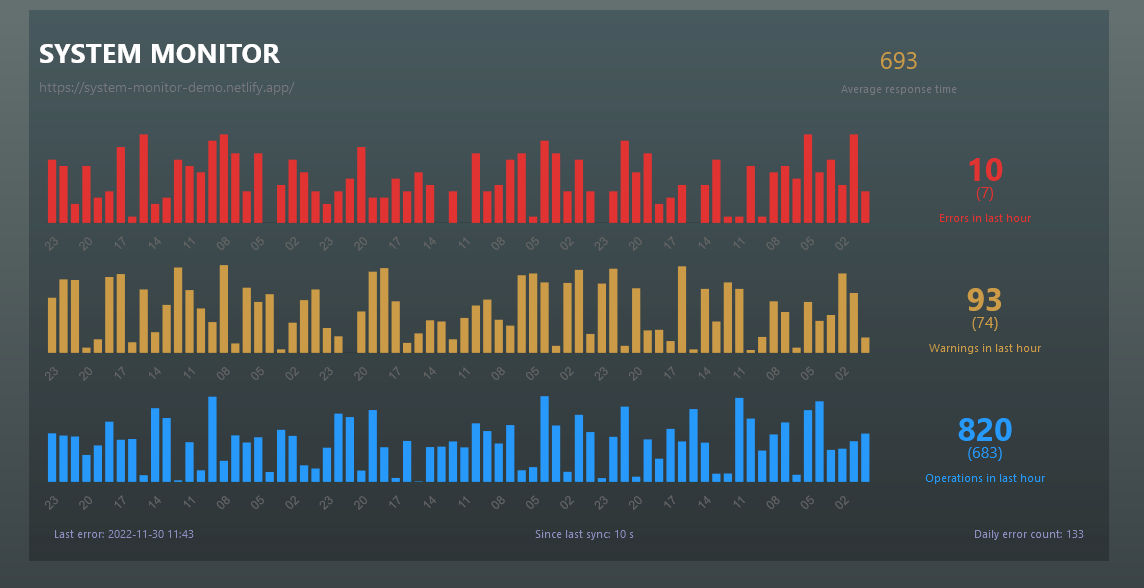 SYSTEM MONITOR
https://system-monitor-demo.netlify.app/
693
Average response time
10
(7)
Errors in last hour
23 20 17 14 11 08 05 02 23 20 17 14 11 08 05 02 23 20 17 14 11 08 05 02
93
(74)
Warnings in last hour
23 20 17 14 11 08 05 02 23 20 17 14 11 08 05 02 23 20 17 14 11 08 05 02
820
(683)
Operations in last hour
23 20 17 14 11 08 05 02 23 20 17 14 11 08 05 02 23 20 17 14 11 08 05 02
Last error: 2022-11-30 11:43 Since last sync: 10 s Daily error count: 133